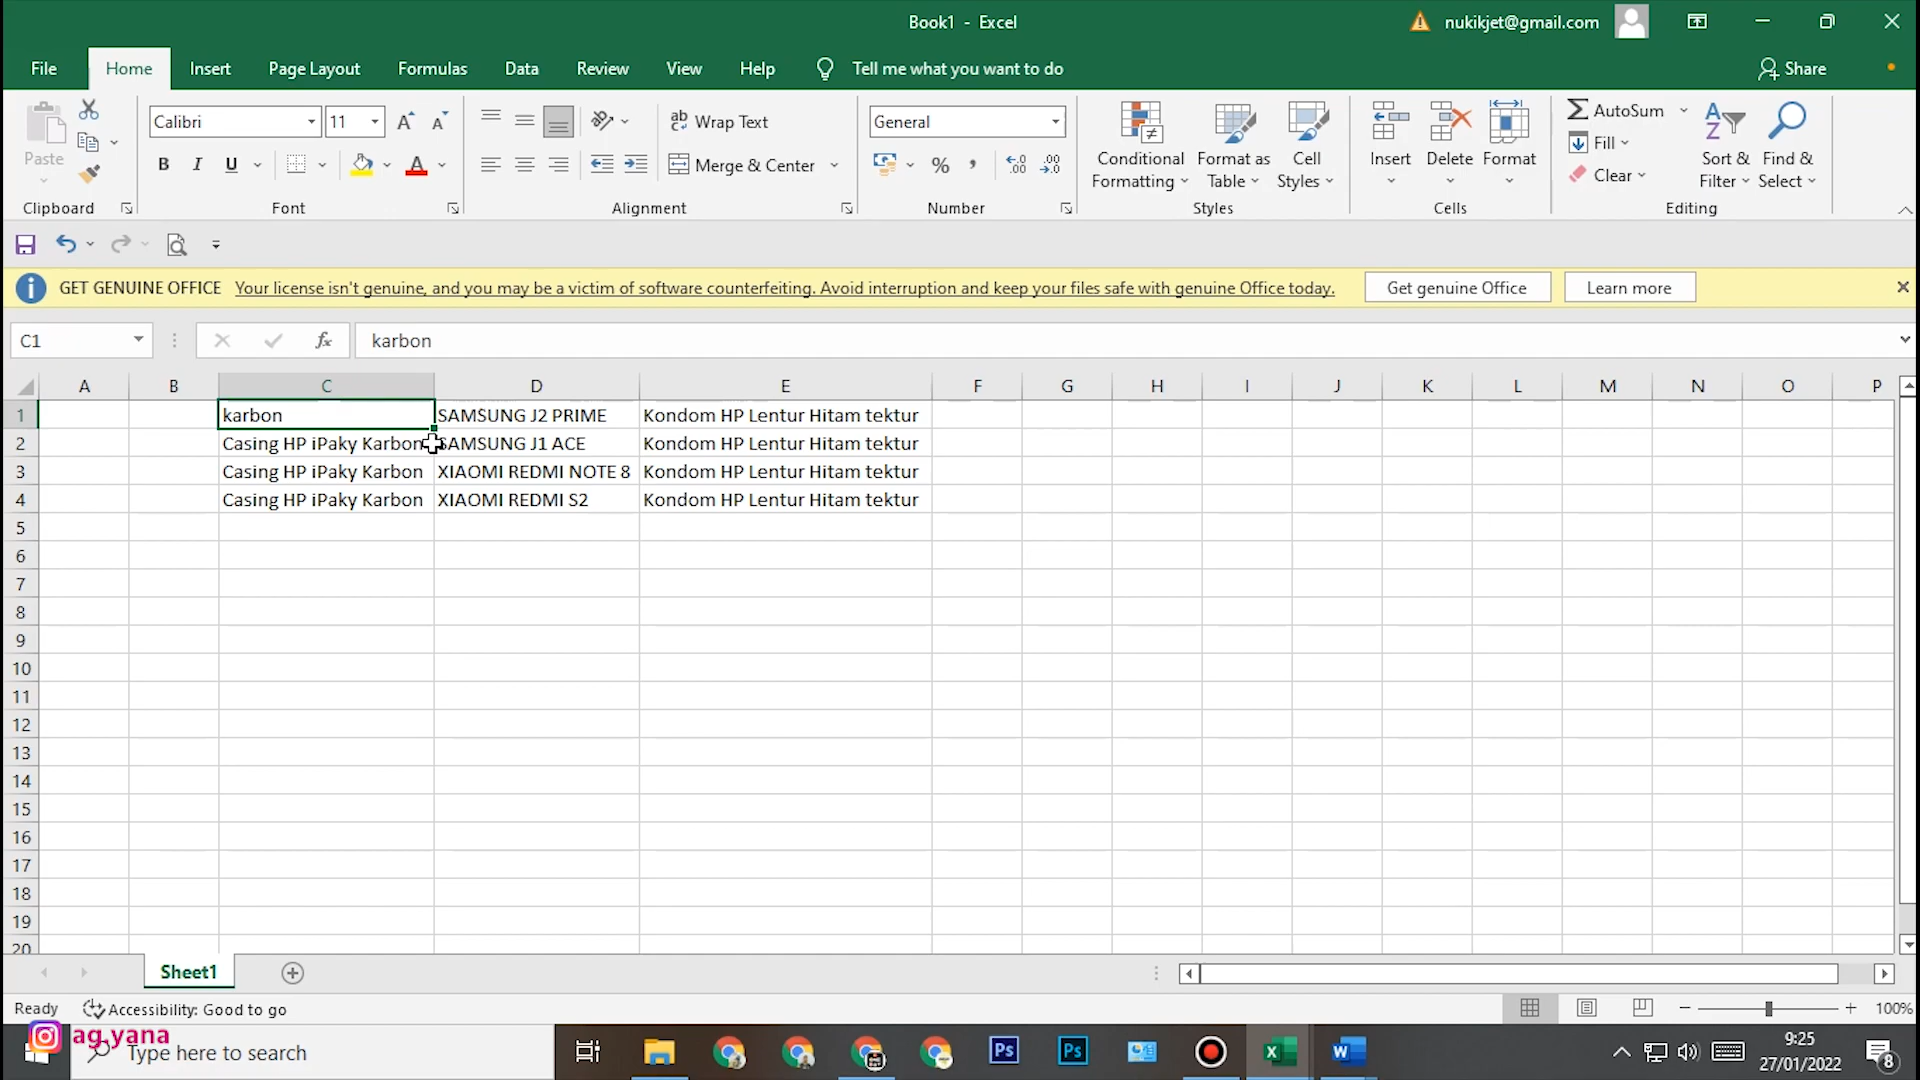 Book1 - Excel
nukikjet@gmail.com
File Home Insert Page Layout Formulas Data Review View Help Tell me what you want to do Share
Paste
Clipboard
Calibri 11
B I U
Font
Wrap Text
Merge & Center
Alignment
General
Number
Conditional Formatting
Format as Table
Cell Styles
Styles
Insert
Delete
Format
Cells
AutoSum
Fill
Clear
Sort & Filter
Find & Select
Editing
GET GENUINE OFFICE Your license isn't genuine, and you may be a victim of software counterfeiting. Avoid interruption and keep your files safe with genuine Office today. Get genuine Office Learn more
C1 fx karbon
A B C D E F G H I J K L M N O P
1 karbon SAMSUNG J2 PRIME Kondom HP Lentur Hitam tektur
2 Casing HP iPaky Karbon SAMSUNG J1 ACE Kondom HP Lentur Hitam tektur
3 Casing HP iPaky Karbon XIAOMI REDMI NOTE 8 Kondom HP Lentur Hitam tektur
4 Casing HP iPaky Karbon XIAOMI REDMI S2 Kondom HP Lentur Hitam tektur
5
6
7
8
9
10
11
12
13
14
15
16
17
18
19
20
Sheet1
Ready Accessibility: Good to go 100%
ag.yana
Type here to search
Ps Ps
9:25
27/01/2022
8